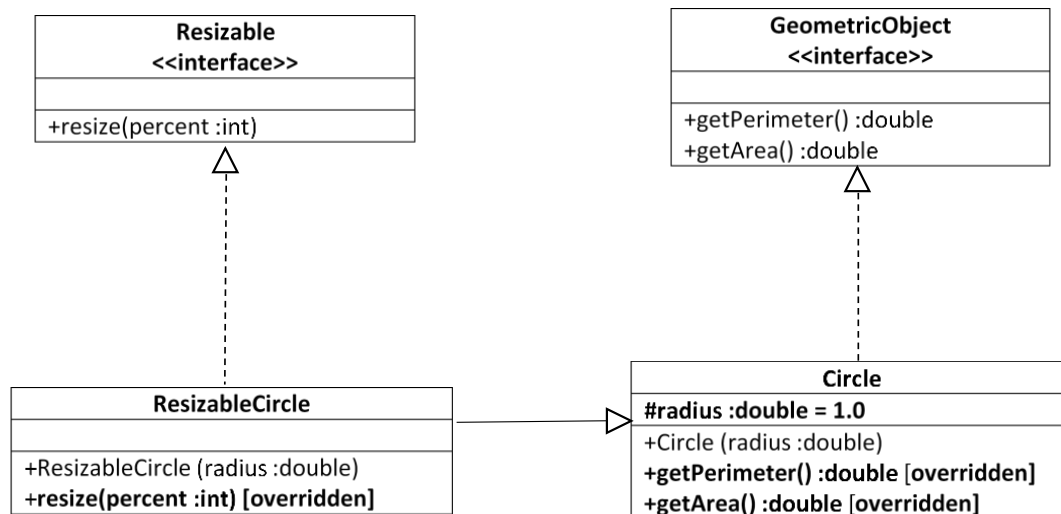 Resizable
<<interface>>
+resize(percent :int)
GeometricObject
<<interface>>
+getPerimeter() :double
+getArea() :double
ResizableCircle
+ResizableCircle (radius :double)
+resize(percent :int) [overridden]
Circle
#radius :double = 1.0
+Circle (radius :double)
+getPerimeter() :double [overridden]
+getArea() :double [overridden]